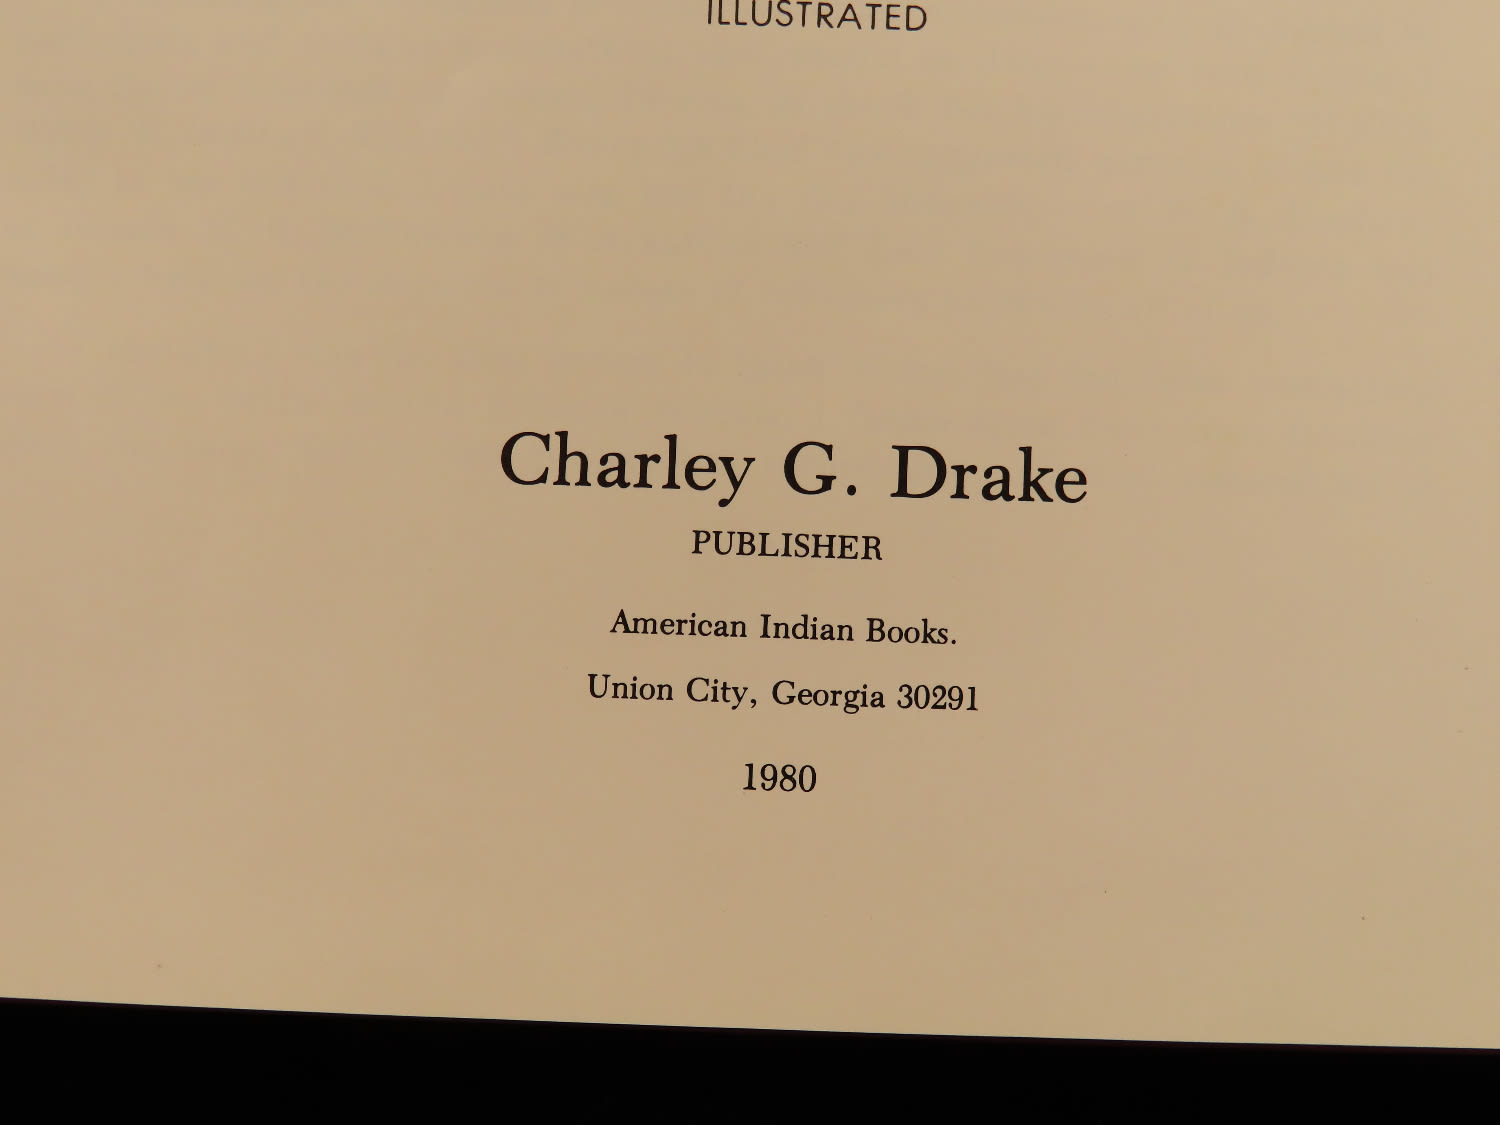 ILLUSTRATED
Charley G. Drake
PUBLISHER
American Indian Books.
Union City, Georgia 30291
1980